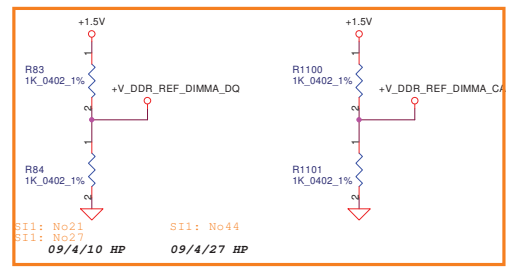 +1.5V
+1.5V
1
1
R83
1K_0402_1%
R1100
1K_0402_1%
+V_DDR_REF_DIMMA_DQ
+V_DDR_REF_DIMMA_CA
2
2
1
1
R84
1K_0402_1%
R1101
1K_0402_1%
2
2
SI1: No21
SI1: No44
SI1: No27
09/4/10 HP
09/4/27 HP